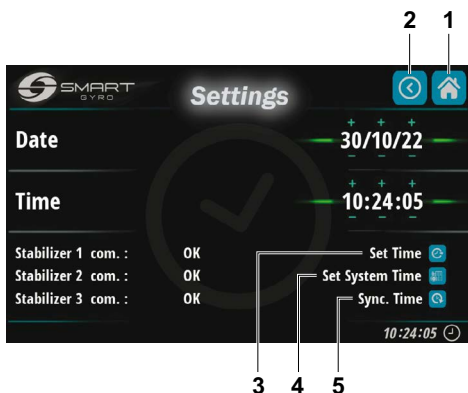 2 1
SMART
GYRO
Settings
Date 30/10/22
Time 10:24:05
Stabilizer 1 com. : OK Set Time
Stabilizer 2 com. : OK Set System Time
Stabilizer 3 com. : OK Sync. Time
10:24:05
3 4 5